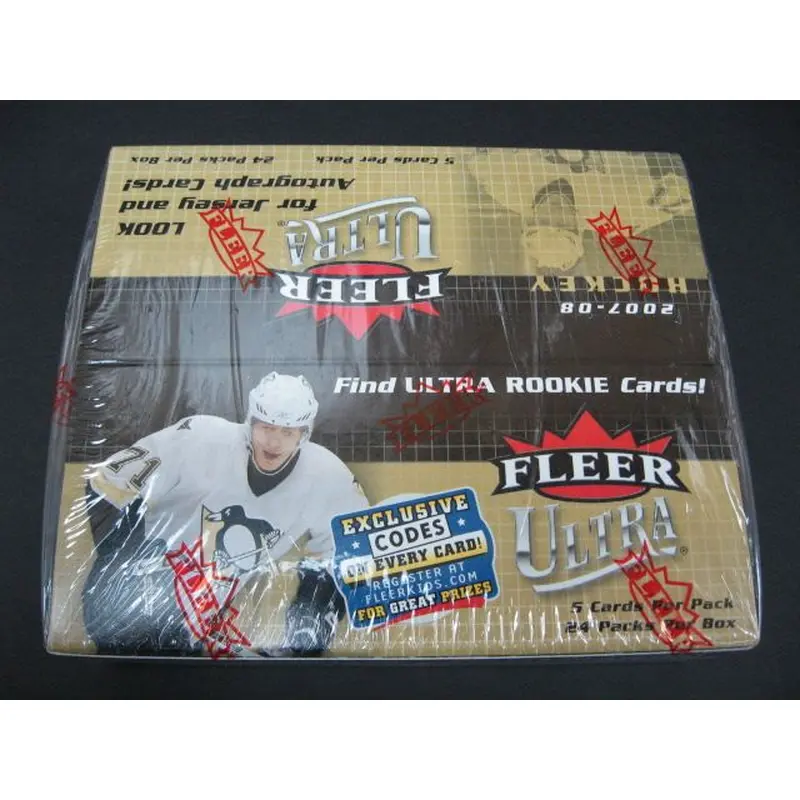 5 Cards Per Pack
24 Packs Per Box
LOOK
for Jersey and
Autograph Cards!
FLEER
ULTRA®
2007-08
HOCKEY
FLEER
FLEER
Find ULTRA ROOKIE Cards!
FLEER
71
FLEER
ULTRA®
EXCLUSIVE
CODES
ON EVERY CARD!
REGISTER AT
FLEERKIDS.COM
FOR GREAT PRIZES
5 Cards Per Pack
24 Packs Per Box
FLEER
FLEER